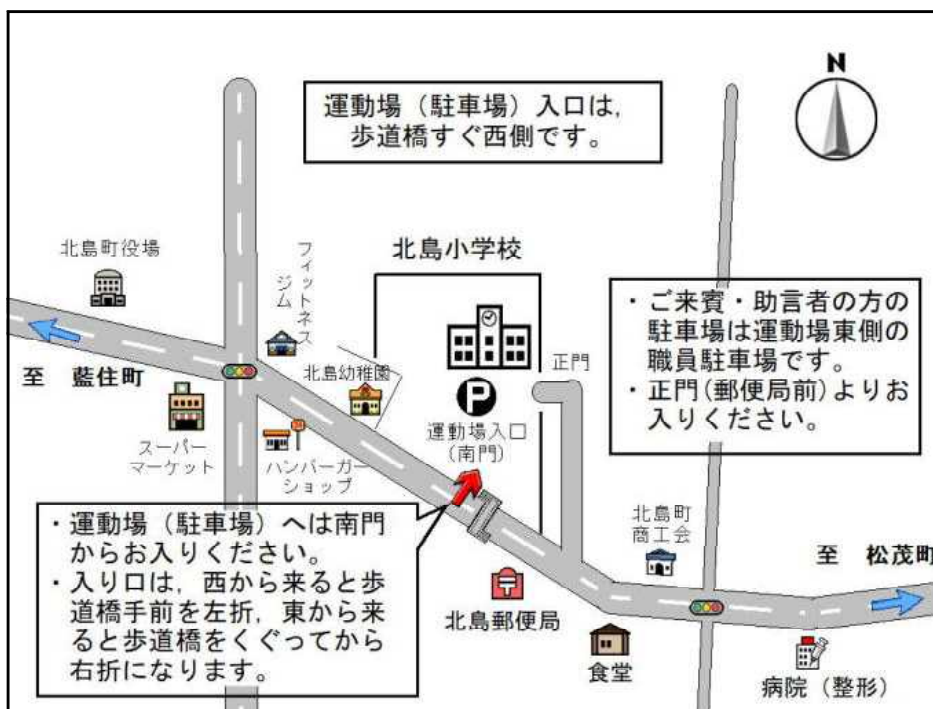 N
運動場（駐車場）入口は，
歩道橋すぐ西側です。
北島町役場
フィットネス
ジム
北島小学校
・ご来賓・助言者の方の
駐車場は運動場東側の
職員駐車場です。
・正門(郵便局前)よりお
入りください。
至　藍住町
北島幼稚園
正門
P
運動場入口
(南門)
スーパー
マーケット
ハンバーガー
ショップ
・運動場（駐車場）へは南門
からお入りください。
・入り口は，西から来ると歩
道橋手前を左折，東から来
ると歩道橋をくぐってから
右折になります。
北島町
商工会
至　松茂町
北島郵便局
食堂
病院（整形）